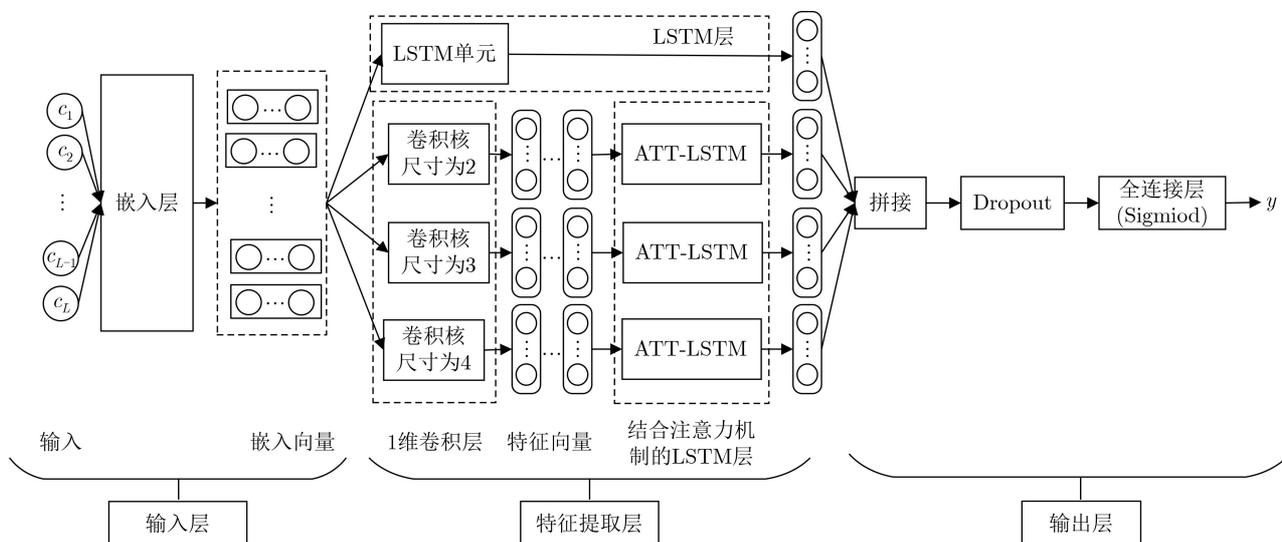 LSTM单元
LSTM层
c1
c2
⋮
cL−1
cL
嵌入层
⋯
⋯
⋮
⋯
⋯
卷积核
尺寸为2
…
ATT-LSTM
卷积核
尺寸为3
…
ATT-LSTM
卷积核
尺寸为4
…
ATT-LSTM
拼接
Dropout
全连接层
(Sigmiod)
y
输入
嵌入向量
1维卷积层
特征向量
结合注意力机
制的LSTM层
输入层
特征提取层
输出层